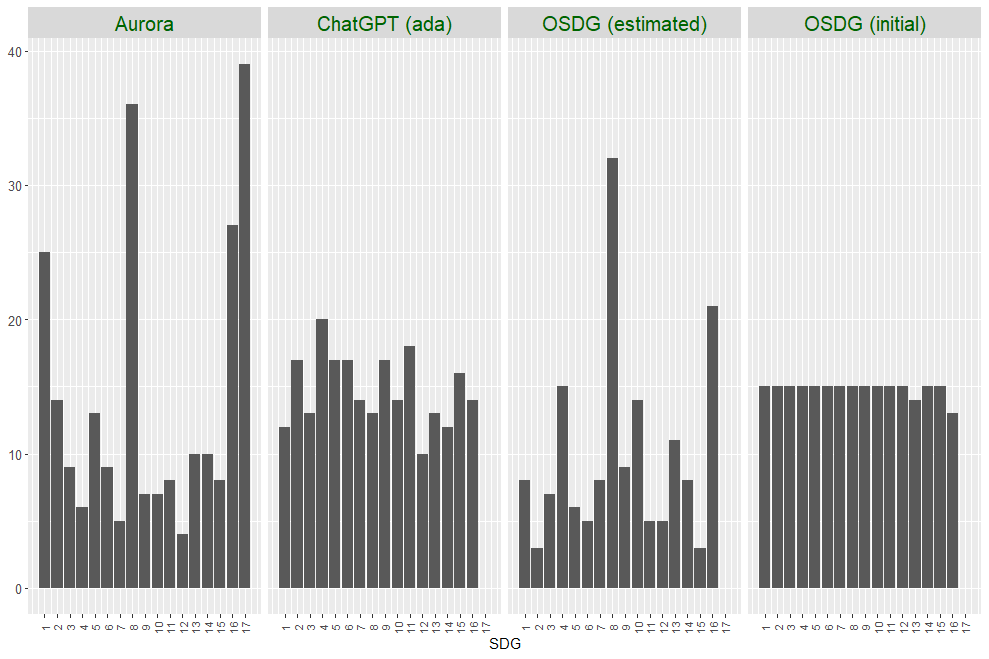 Aurora
ChatGPT (ada)
OSDG (estimated)
OSDG (initial)
40
30
20
10
0
1 2 3 4 5 6 7 8 9 10 11 12 13 14 15 16 17
1 2 3 4 5 6 7 8 9 10 11 12 13 14 15 16 17
1 2 3 4 5 6 7 8 9 10 11 12 13 14 15 16 17
1 2 3 4 5 6 7 8 9 10 11 12 13 14 15 16 17
SDG